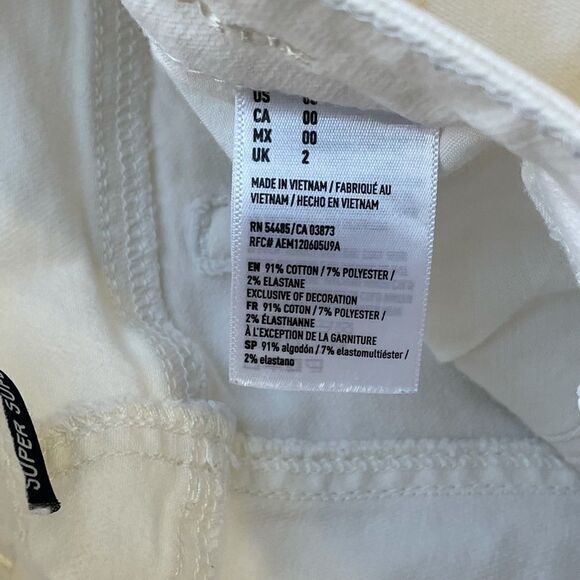 US 00
CA 00
MX 00
UK 2
MADE IN VIETNAM / FABRIQUÉ AU
VIETNAM / HECHO EN VIETNAM
RN 54485/CA 03873
RFC# AEM120605U9A
EN 91% COTTON / 7% POLYESTER /
2% ELASTANE
EXCLUSIVE OF DECORATION
FR 91% COTON / 7% POLYESTER /
2% ÉLASTHANNE
À L'EXCEPTION DE LA GARNITURE
SP 91% algodón / 7% elastomultiéster /
2% elastano
SUPER SUP